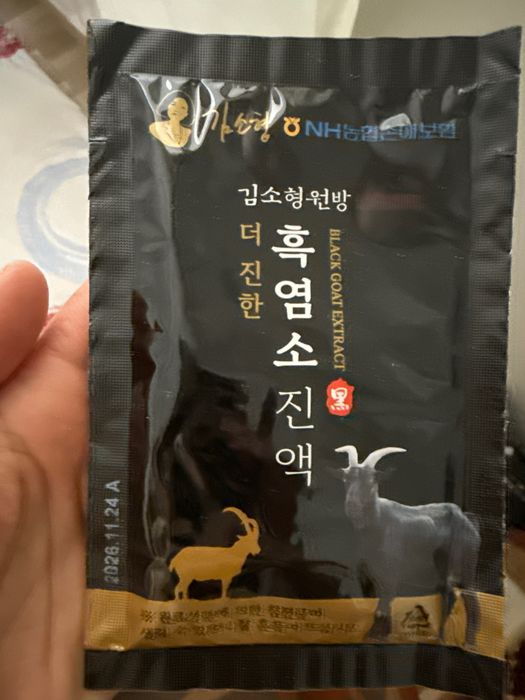 김소형 NH농협손해보험
김소형원방
더 진한
흑염소진액
BLACK GOAT EXTRACT
黑
2026.11.24 A